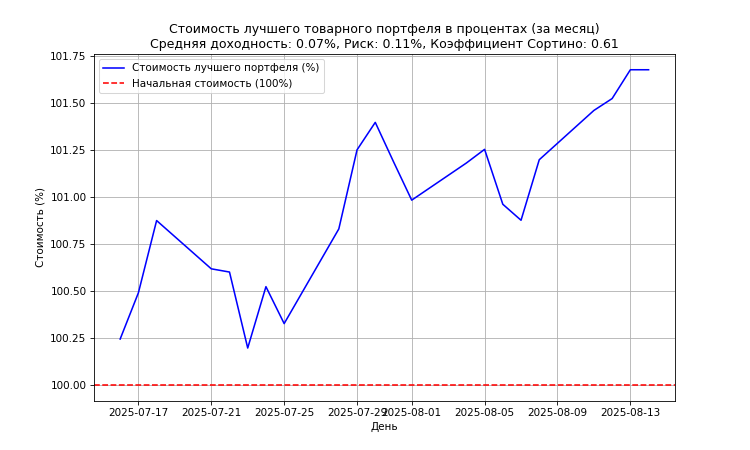 Стоимость лучшего товарного портфеля в процентах (за месяц)
Средняя доходность: 0.07%, Риск: 0.11%, Коэффициент Сортино: 0.61
Стоимость лучшего портфеля (%)
Начальная стоимость (100%)
Стоимость (%)
101.75
101.50
101.25
101.00
100.75
100.50
100.25
100.00
2025-07-17 2025-07-21 2025-07-25 2025-07-29 2025-08-01 2025-08-05 2025-08-09 2025-08-13
День